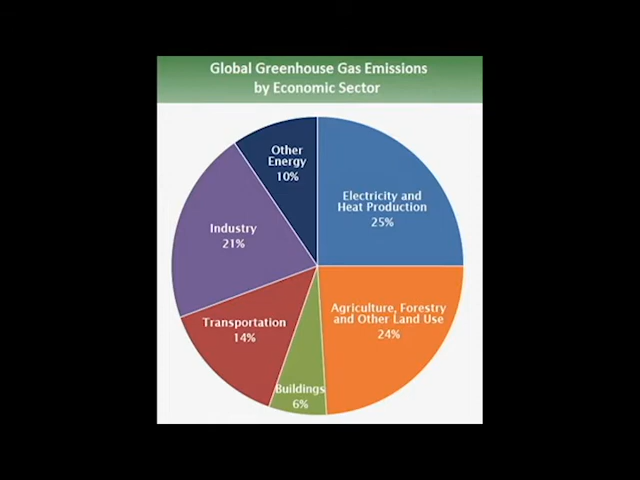 Global Greenhouse Gas Emissions
by Economic Sector
Other
Energy
10%
Electricity and
Heat Production
25%
Industry
21%
Agriculture, Forestry
and Other Land Use
24%
Transportation
14%
Buildings
6%